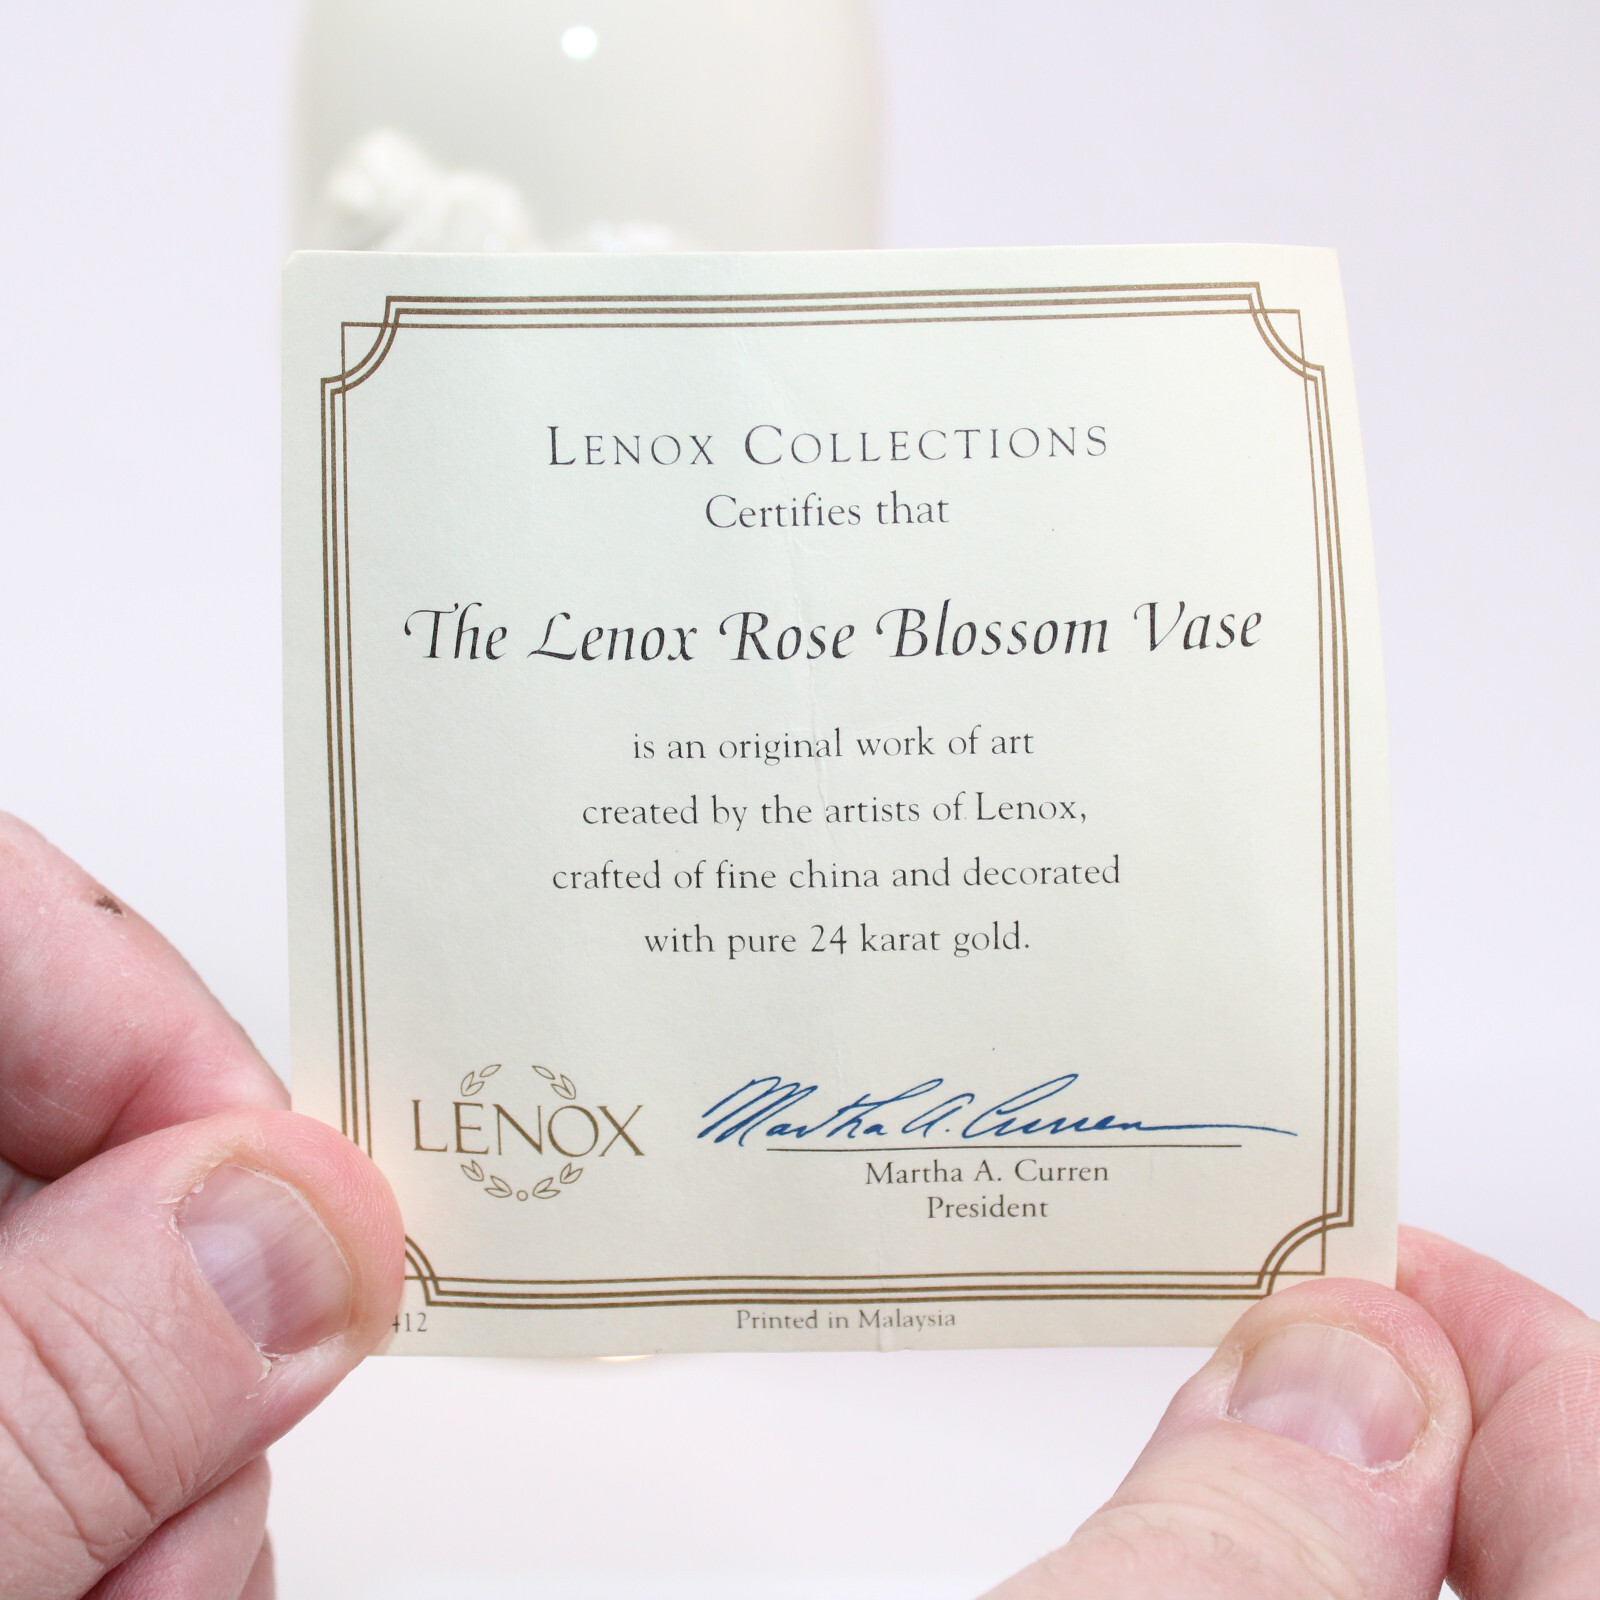 LENOX COLLECTIONS
Certifies that
The Lenox Rose Blossom Vase
is an original work of art
created by the artists of Lenox,
crafted of fine china and decorated
with pure 24 karat gold.
LENOX
Martha A. Curren
Martha A. Curren
President
412 Printed in Malaysia